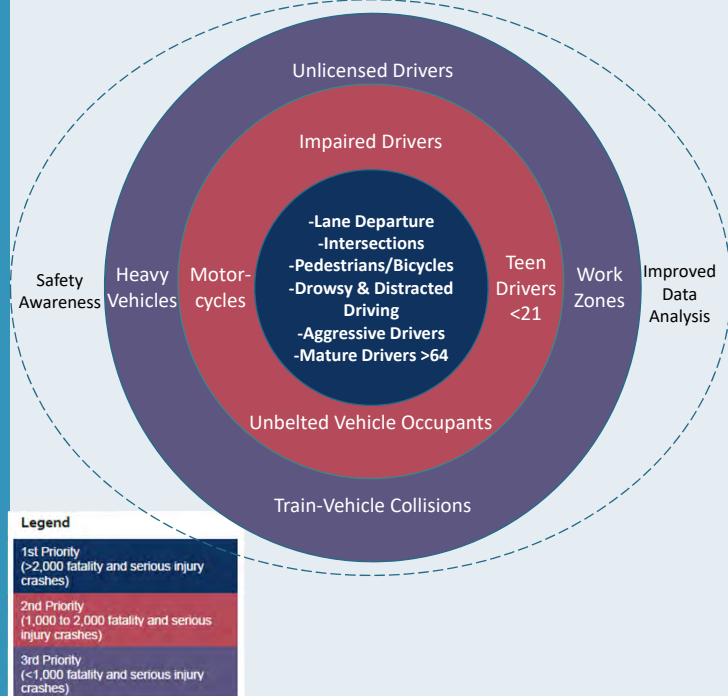 Unlicensed Drivers
Impaired Drivers
-Lane Departure
-Intersections
-Pedestrians/Bicycles
-Drowsy & Distracted
Driving
-Aggressive Drivers
-Mature Drivers >64
Safety
Awareness
Heavy
Vehicles
Motor-
cycles
Teen
Drivers
<21
Work
Zones
Improved
Data
Analysis
Unbelted Vehicle Occupants
Train-Vehicle Collisions
Legend
1st Priority
(>2,000 fatality and serious injury
crashes)
2nd Priority
(1,000 to 2,000 fatality and serious
injury crashes)
3rd Priority
(<1,000 fatality and serious injury
crashes)